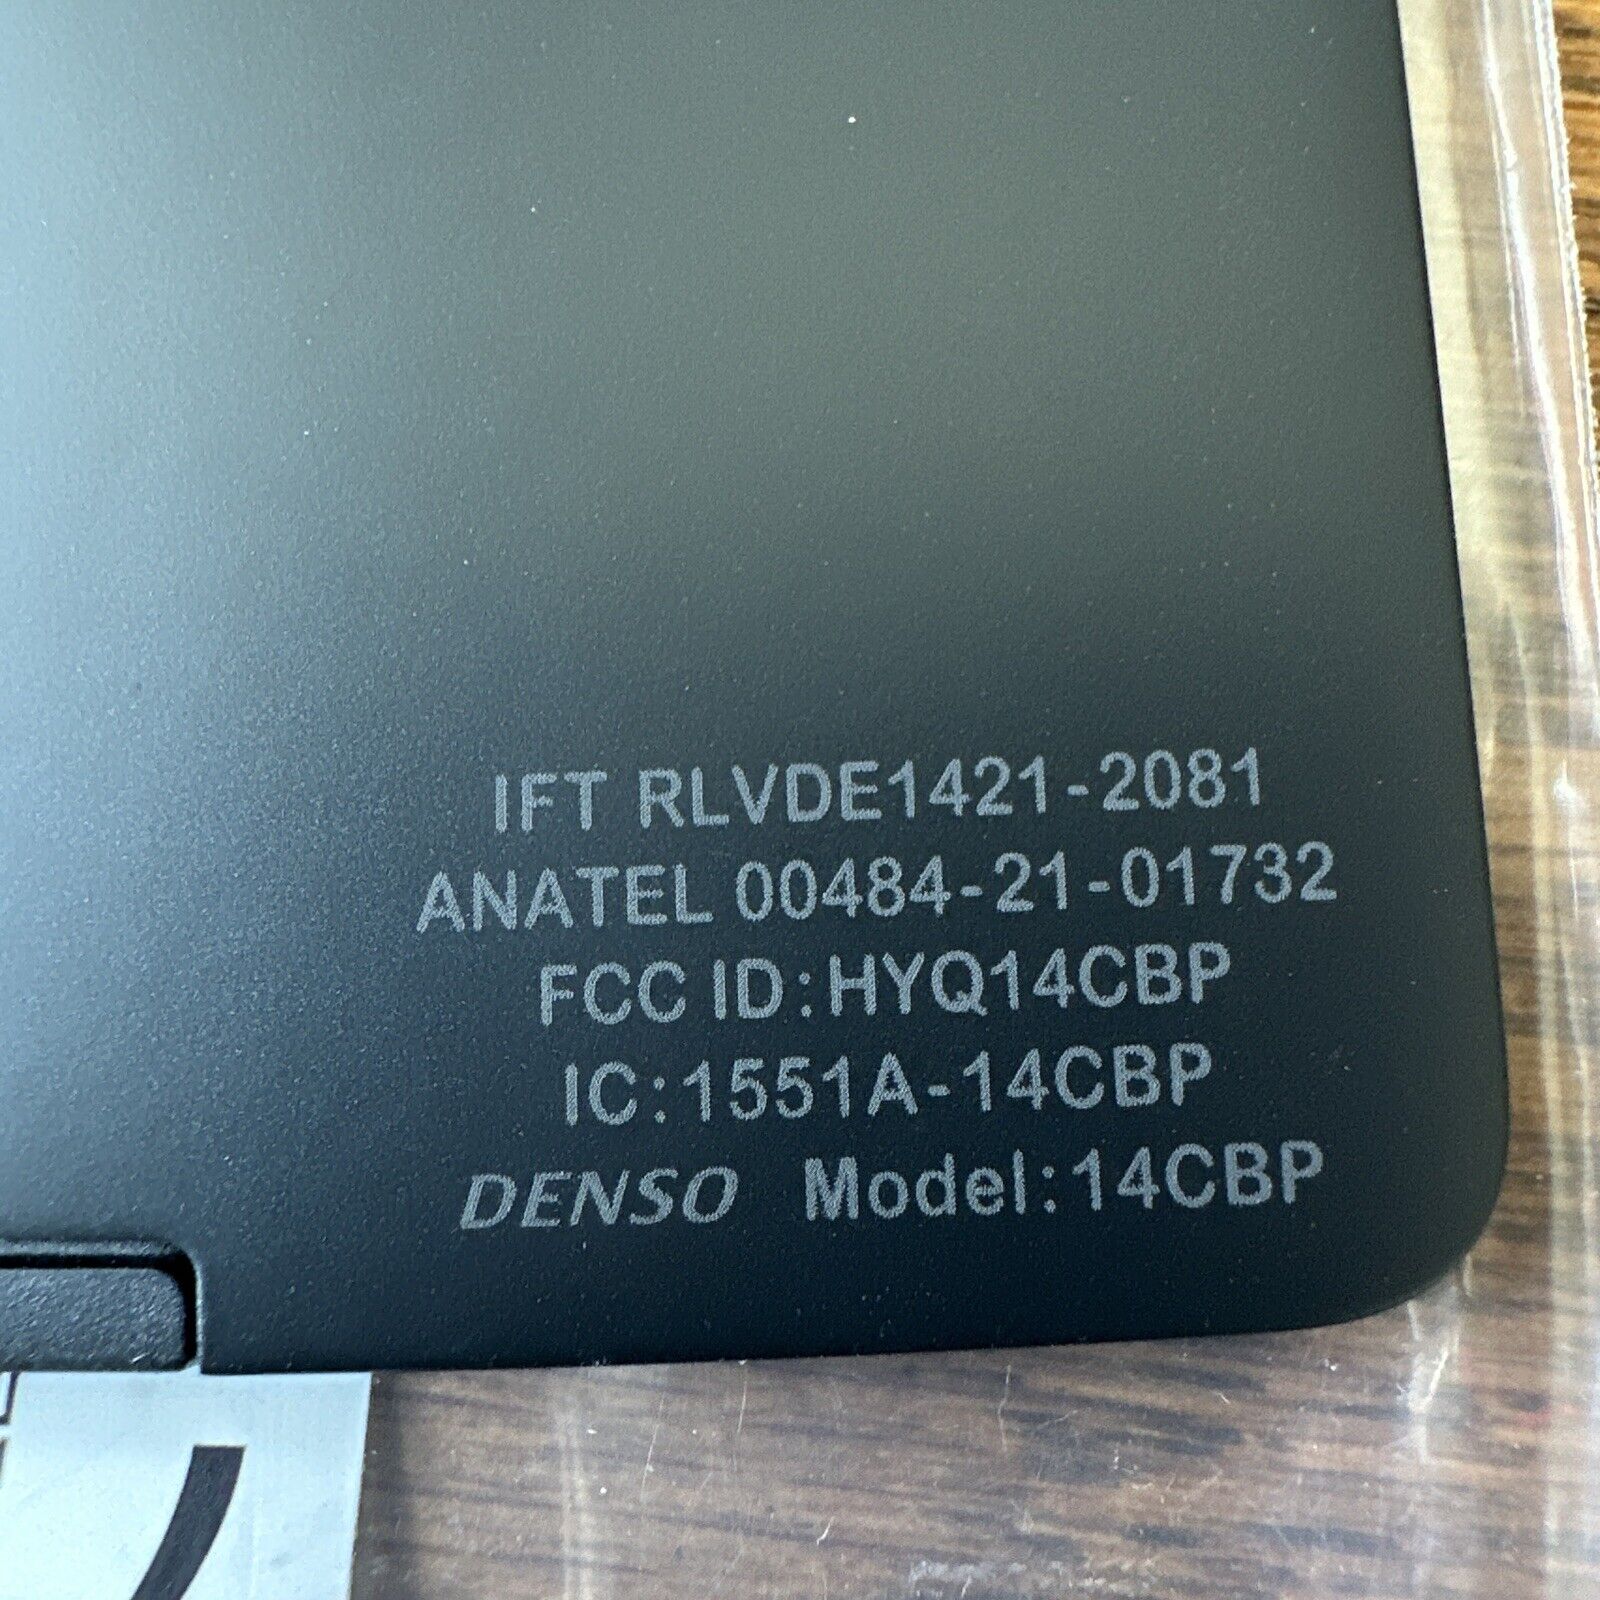 IFT RLVDE1421-2081
ANATEL 00484-21-01732
FCC ID:HYQ14CBP
IC:1551A-14CBP
DENSO Model:14CBP